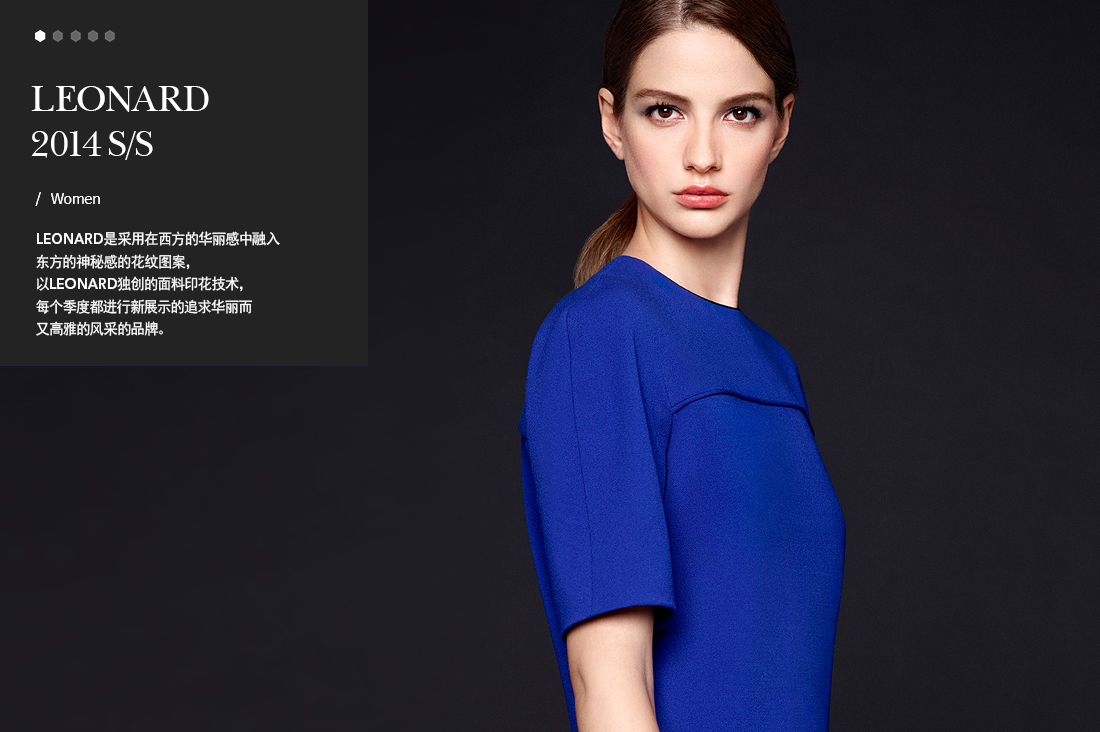 LEONARD
2014 S/S
/ Women
LEONARD是采用在西方的华丽感中融入
东方的神秘感的花纹图案，
以LEONARD独创的面料印花技术，
每个季度都进行新展示的追求华丽而
又高雅的风采的品牌。